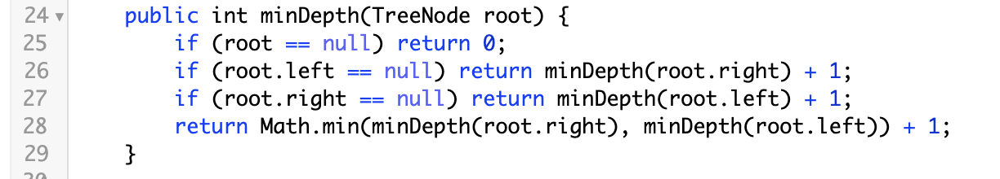 24 public int minDepth(TreeNode root) {
25 if (root == null) return 0;
26 if (root.left == null) return minDepth(root.right) + 1;
27 if (root.right == null) return minDepth(root.left) + 1;
28 return Math.min(minDepth(root.right), minDepth(root.left)) + 1;
29 }